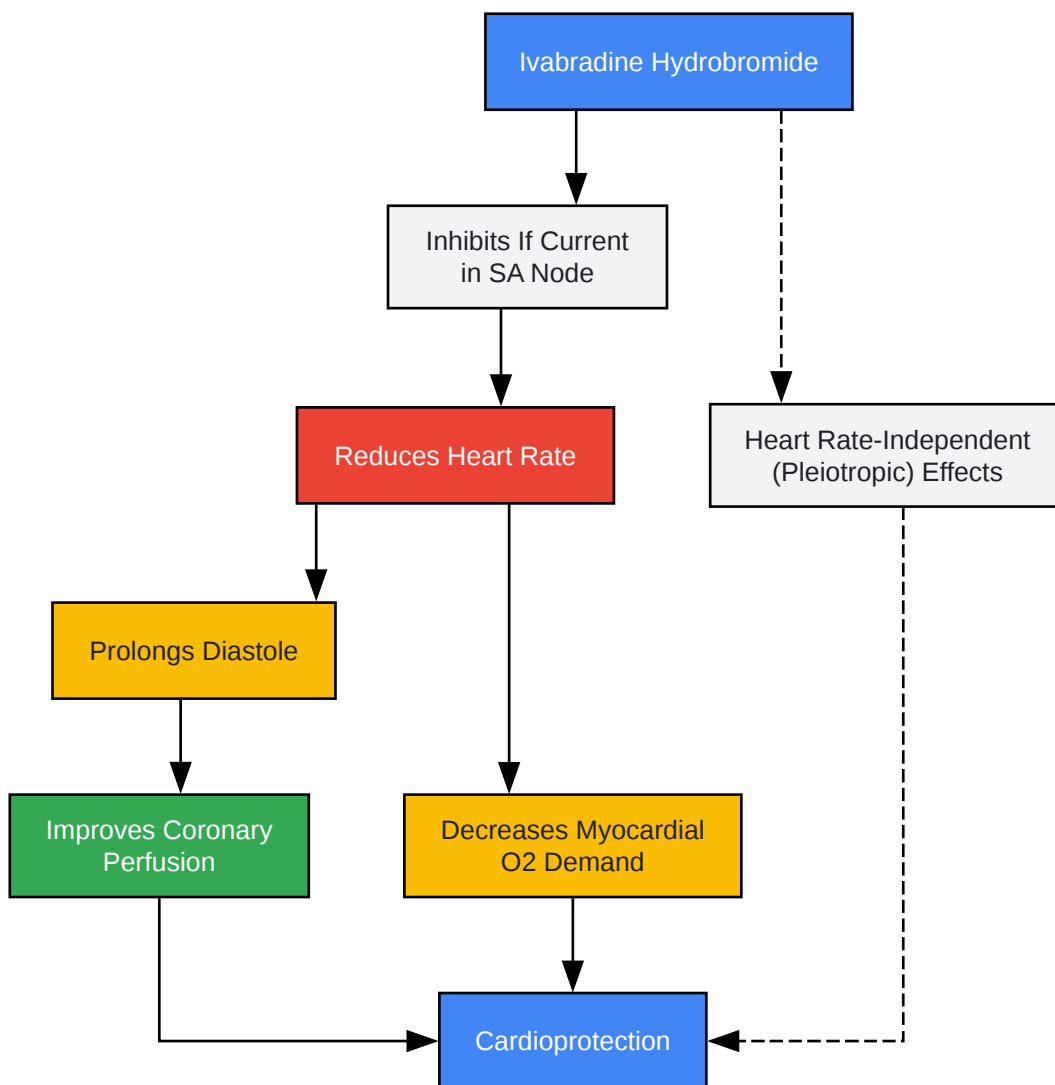 Ivabradine Hydrobromide
Inhibits If Current
in SA Node
Reduces Heart Rate
Heart Rate-Independent
(Pleiotropic) Effects
Prolongs Diastole
Improves Coronary
Perfusion
Decreases Myocardial
O2 Demand
Cardioprotection